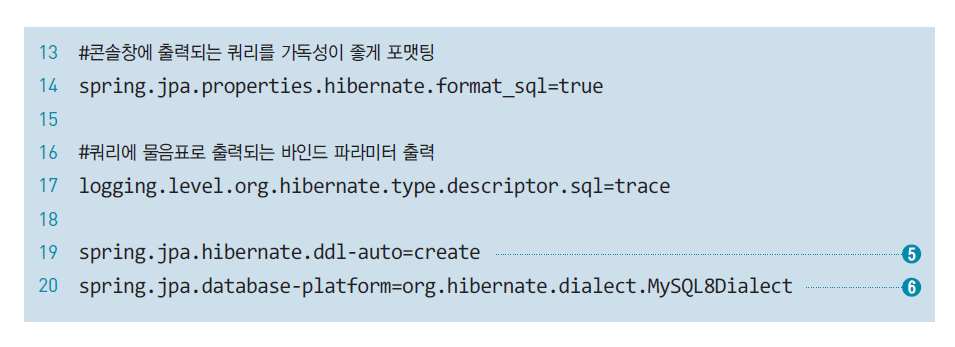 13 #콘솔창에 출력되는 쿼리를 가독성이 좋게 포맷팅
14 spring.jpa.properties.hibernate.format_sql=true
15
16 #쿼리에 물음표로 출력되는 바인드 파라미터 출력
17 logging.level.org.hibernate.type.descriptor.sql=trace
18
19 spring.jpa.hibernate.ddl-auto=create ❺
20 spring.jpa.database-platform=org.hibernate.dialect.MySQL8Dialect ❻